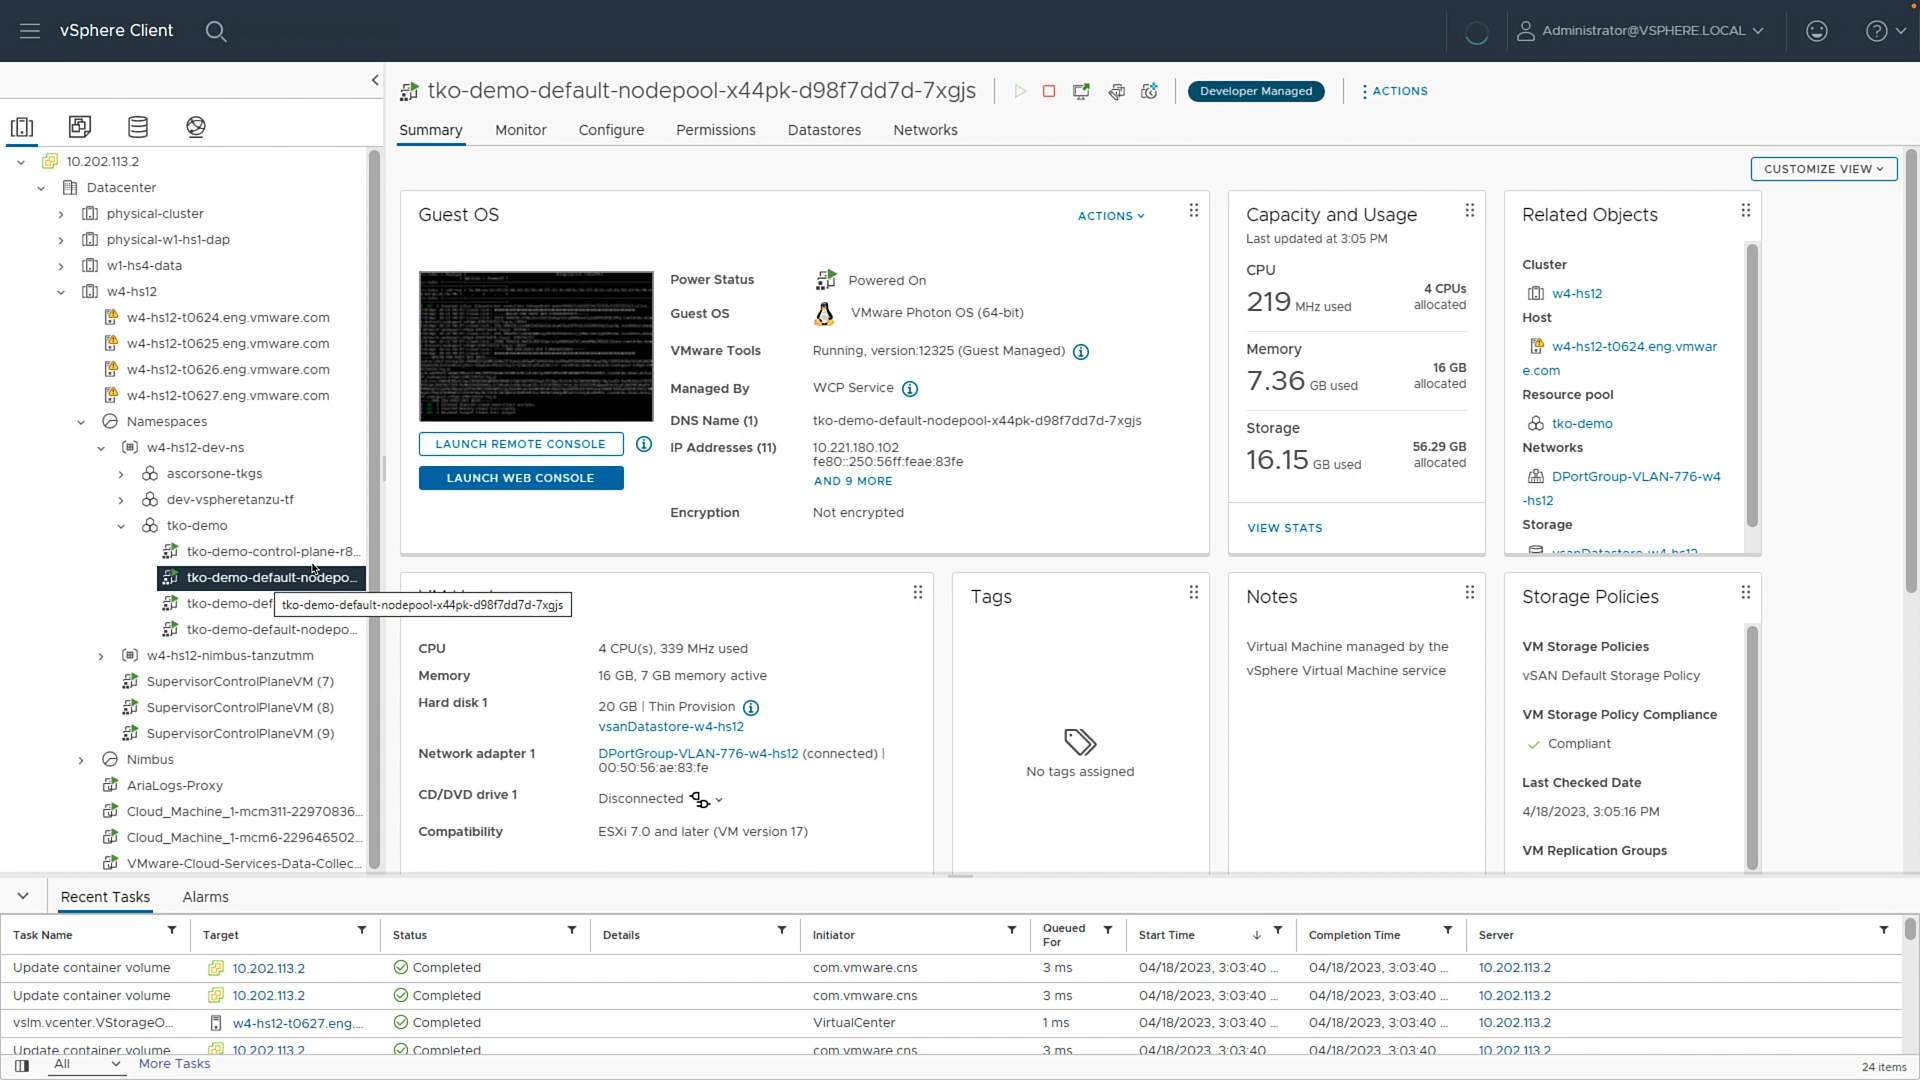 vSphere Client
Administrator@VSPHERE.LOCAL
10.202.113.2
Datacenter
physical-cluster
physical-w1-hs1-dap
w1-hs4-data
w4-hs12
w4-hs12-t0624.eng.vmware.com
w4-hs12-t0625.eng.vmware.com
w4-hs12-t0626.eng.vmware.com
w4-hs12-t0627.eng.vmware.com
Namespaces
w4-hs12-dev-ns
ascorsone-tkgs
dev-vspheretanzu-tf
tko-demo
tko-demo-control-plane-r8...
tko-demo-default-nodepo...
tko-demo-def
tko-demo-default-nodepool-x44pk-d98f7dd7d-7xgjs
tko-demo-default-nodepo...
w4-hs12-nimbus-tanzutmm
SupervisorControlPlaneVM (7)
SupervisorControlPlaneVM (8)
SupervisorControlPlaneVM (9)
Nimbus
AriaLogs-Proxy
Cloud_Machine_1-mcm311-22970836...
Cloud_Machine_1-mcm6-229646502...
VMware-Cloud-Services-Data-Collec...
tko-demo-default-nodepool-x44pk-d98f7dd7d-7xgjs
Developer Managed
ACTIONS
Summary Monitor Configure Permissions Datastores Networks
CUSTOMIZE VIEW
Guest OS
ACTIONS
Power Status Powered On
Guest OS VMware Photon OS (64-bit)
VMware Tools Running, version:12325 (Guest Managed)
Managed By WCP Service
DNS Name (1) tko-demo-default-nodepool-x44pk-d98f7dd7d-7xgjs
IP Addresses (11) 10.221.180.102
fe80::250:56ff:feae:83fe
AND 9 MORE
Encryption Not encrypted
LAUNCH REMOTE CONSOLE
LAUNCH WEB CONSOLE
Capacity and Usage
Last updated at 3:05 PM
CPU
219 MHz used
4 CPUs
allocated
Memory
7.36 GB used
16 GB
allocated
Storage
16.15 GB used
56.29 GB
allocated
VIEW STATS
Related Objects
Cluster
w4-hs12
Host
w4-hs12-t0624.eng.vmwar
e.com
Resource pool
tko-demo
Networks
DPortGroup-VLAN-776-w4
-hs12
Storage
vsanDatastore-w4-hs12
CPU 4 CPU(s), 339 MHz used
Memory 16 GB, 7 GB memory active
Hard disk 1 20 GB | Thin Provision
vsanDatastore-w4-hs12
Network adapter 1 DPortGroup-VLAN-776-w4-hs12 (connected) |
00:50:56:ae:83:fe
CD/DVD drive 1 Disconnected
Compatibility ESXi 7.0 and later (VM version 17)
Tags
No tags assigned
Notes
Virtual Machine managed by the
vSphere Virtual Machine service
Storage Policies
VM Storage Policies
vSAN Default Storage Policy
VM Storage Policy Compliance
Compliant
Last Checked Date
4/18/2023, 3:05:16 PM
VM Replication Groups
Recent Tasks Alarms
Task Name Target Status Details Initiator Queued For Start Time Completion Time Server
Update container volume 10.202.113.2 Completed com.vmware.cns 3 ms 04/18/2023, 3:03:40 ... 04/18/2023, 3:03:40 ... 10.202.113.2
Update container volume 10.202.113.2 Completed com.vmware.cns 3 ms 04/18/2023, 3:03:40 ... 04/18/2023, 3:03:40 ... 10.202.113.2
vslm.vcenter.VStorageO... w4-hs12-t0627.eng.... Completed VirtualCenter 1 ms 04/18/2023, 3:03:40 ... 04/18/2023, 3:03:40 ... 10.202.113.2
Update container volume 10.202.113.2 Completed com.vmware.cns 3 ms 04/18/2023, 3:03:40 04/18/2023, 3:03:40 10.202.113.2
All More Tasks
24 items